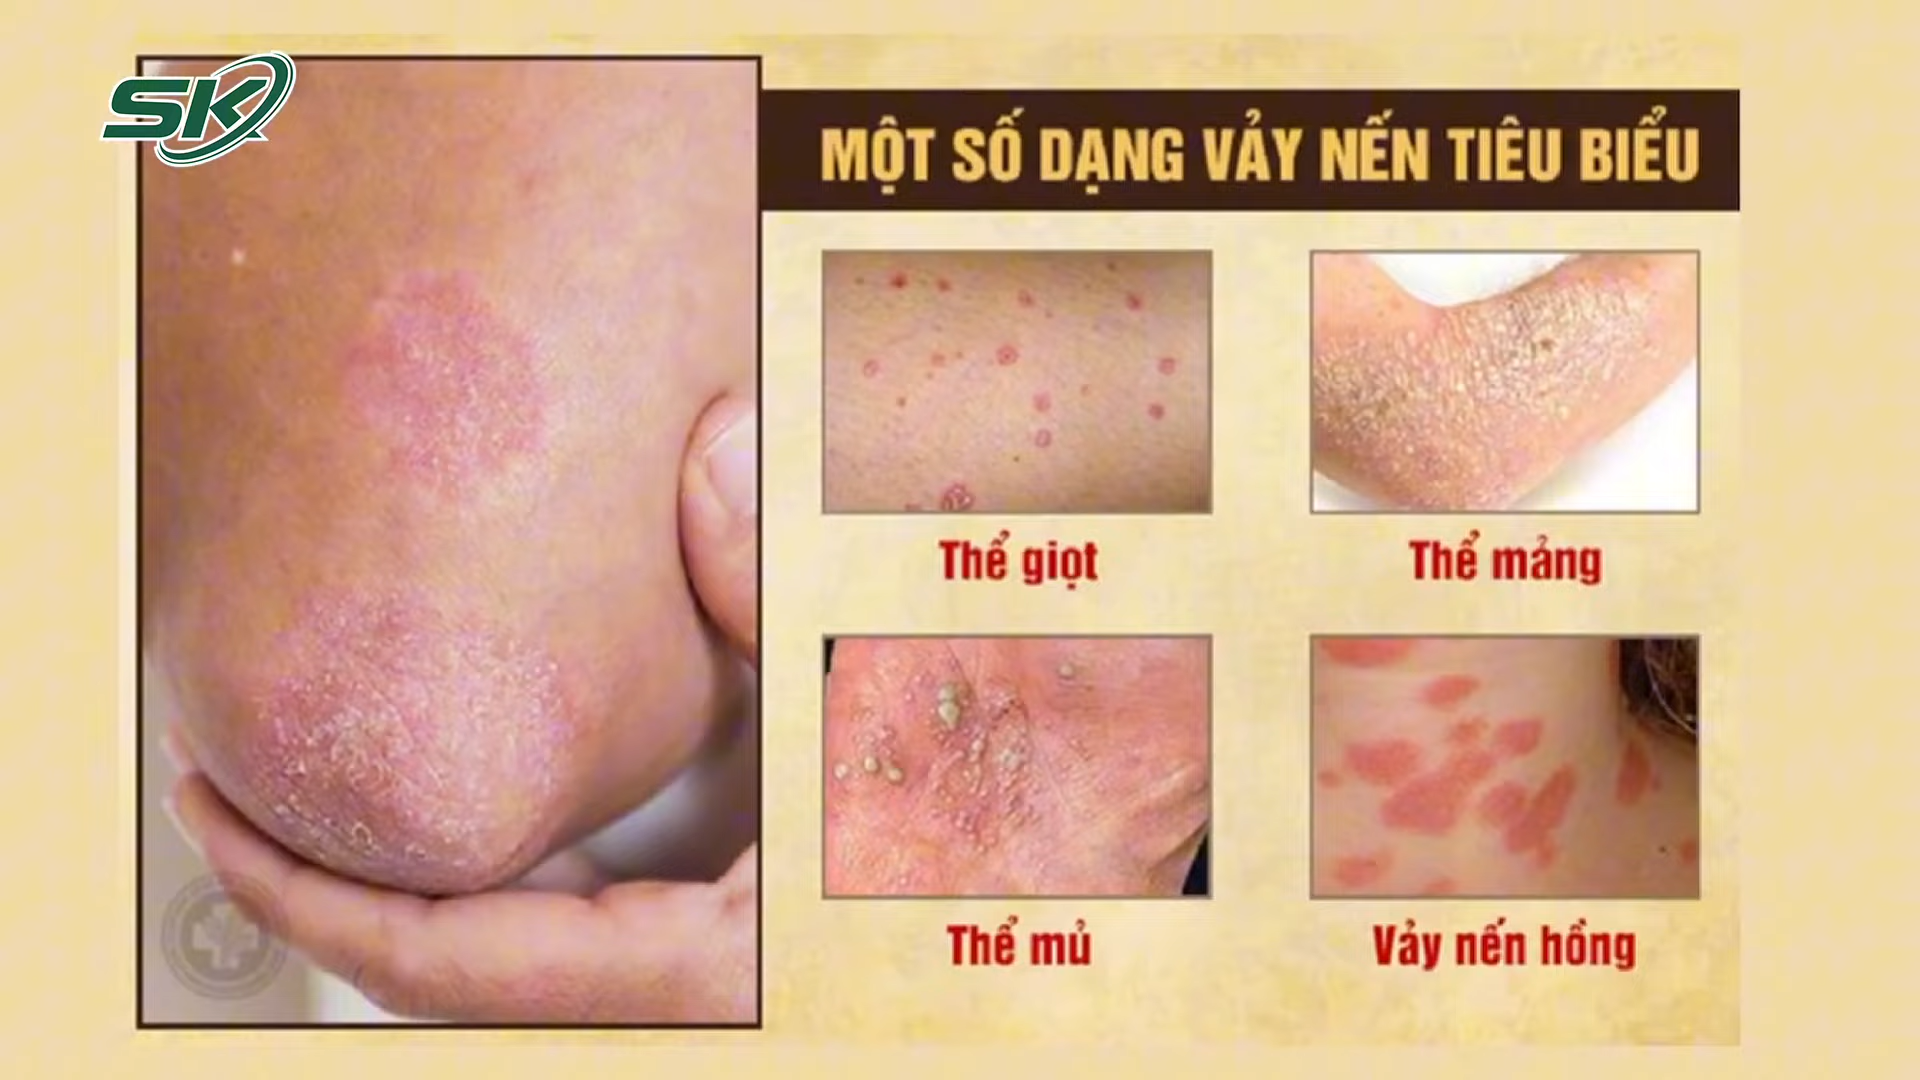 SK
MỘT SỐ DẠNG VẢY NẾN TIÊU BIỂU
Thể giọt
Thể mảng
Thể mủ
Vảy nến hồng